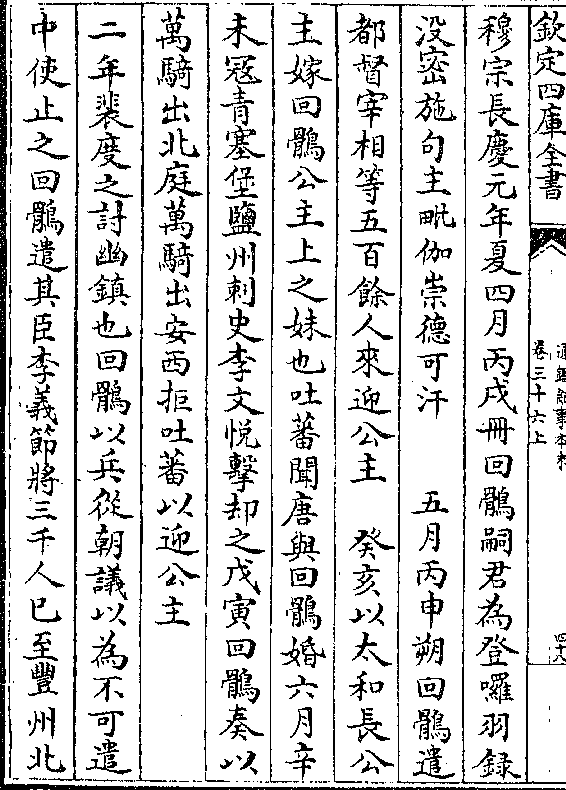 欽定四庫全書
通鑑紀事本末
卷三十六上
四十八
穆宗長慶元年夏四月丙戌冊回鶻嗣君為登囉羽録
没密施句主毗伽崇德可汗　五月丙申朔回鶻遣
都督宰相等五百餘人來迎公主　癸亥以太和長公
主嫁回鶻公主上之妹也吐蕃聞唐與回鶻婚六月辛
未寇青塞堡鹽州刺史李文悦擊却之戊寅回鶻奏以
萬騎出北庭萬騎出安西拒吐蕃以迎公主
二年裴度之討幽鎮也回鶻以兵從朝議以為不可遣
中使止之回鶻遣其臣李義節將三千人已至豐州北